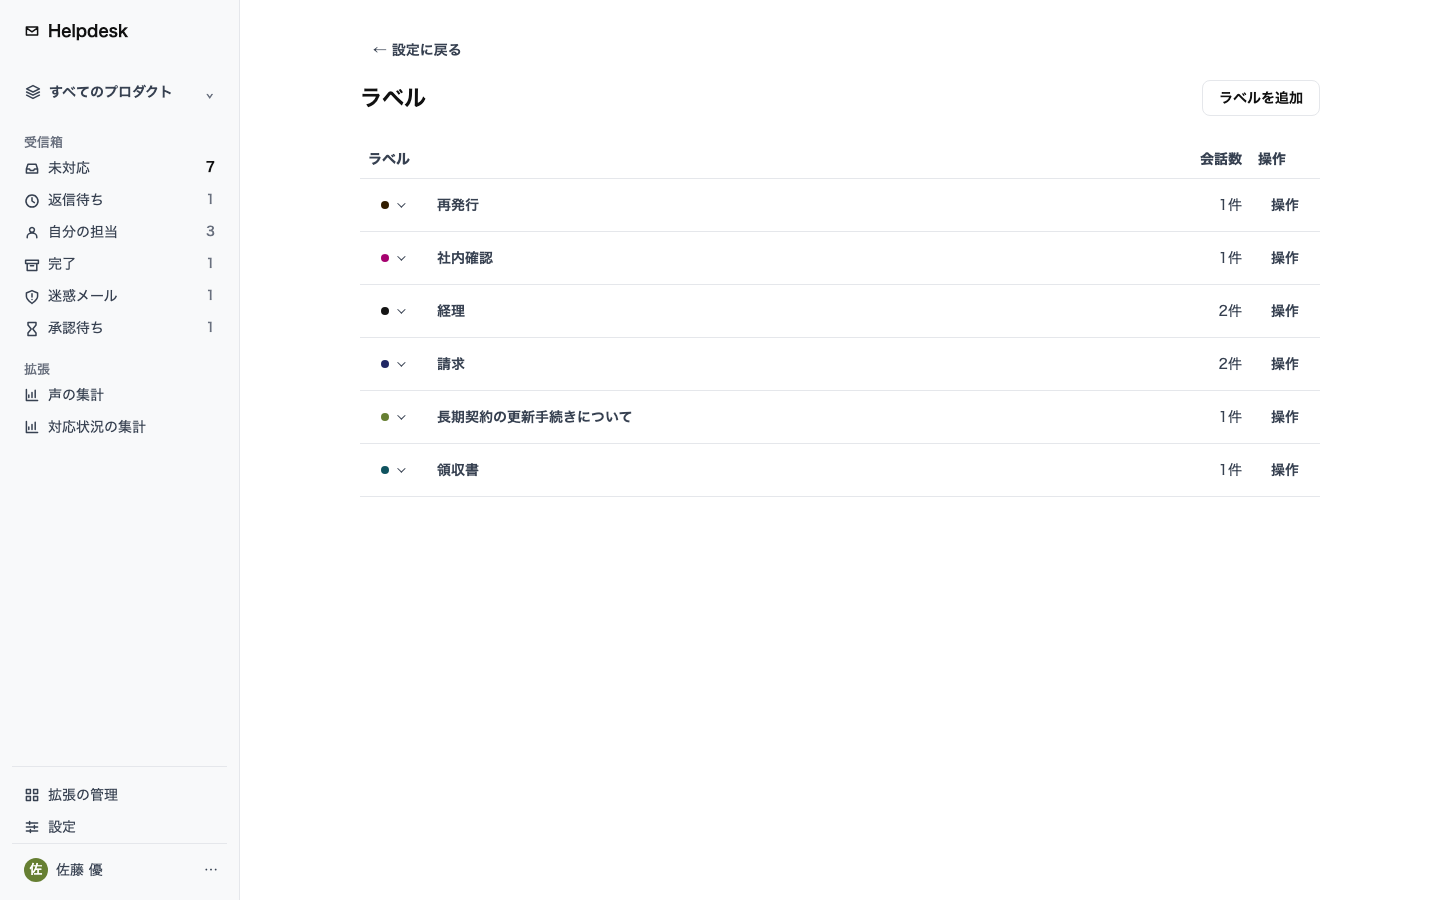 Helpdesk
すべてのプロダクト
受信箱
未対応 7
返信待ち 1
自分の担当 3
完了 1
迷惑メール 1
承認待ち 1
拡張
声の集計
対応状況の集計
拡張の管理
設定
佐 佐藤 優 …
← 設定に戻る
ラベル
ラベルを追加
ラベル 会話数 操作
再発行 1件 操作
社内確認 1件 操作
経理 2件 操作
請求 2件 操作
長期契約の更新手続きについて 1件 操作
領収書 1件 操作